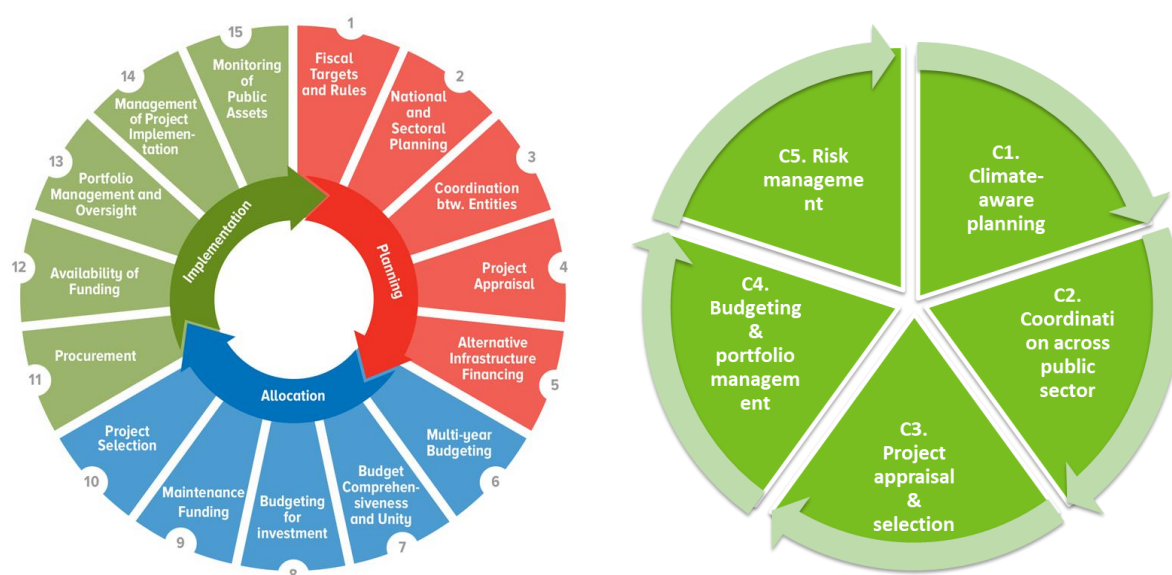 1
Fiscal
Targets
and Rules
2
National
and
Sectoral
Planning
3
Coordination
btw. Entities
4
Project
Appraisal
5
Alternative
Infrastructure
Financing
6
Multi-year
Budgeting
7
Budget
Comprehen-
siveness
and Unity
8
Budgeting
for
investment
9
Maintenance
Funding
10
Project
Selection
11
Procurement
12
Availability of
Funding
13
Portfolio
Management and
Oversight
14
Management
of Project
Implemen-
tation
15
Monitoring
of
Public
Assets
Planning
Allocation
Implementation
C1.
Climate-
aware
planning
C2.
Coordinati
on across
public
sector
C3.
Project
appraisal
&
selection
C4.
Budgeting
&
portfolio
managem
ent
C5. Risk
manageme
nt